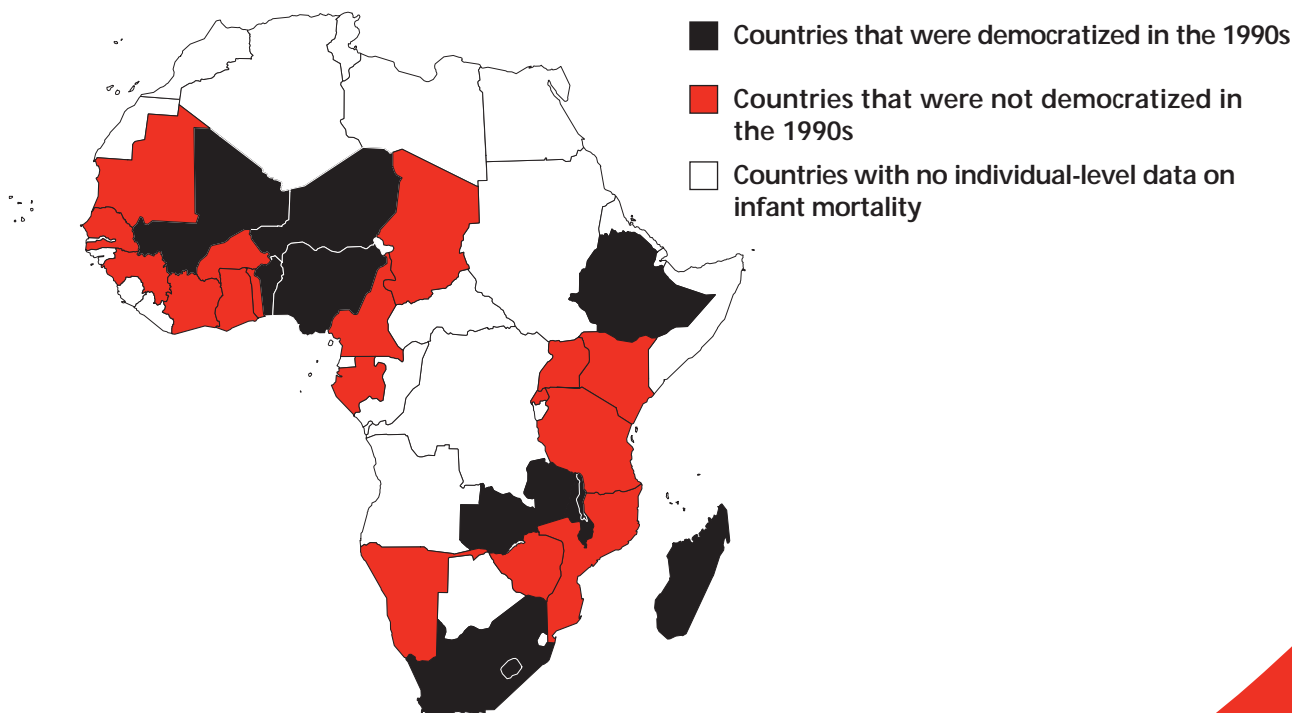 Countries that were democratized in the 1990s
Countries that were not democratized in
the 1990s
Countries with no individual-level data on
infant mortality